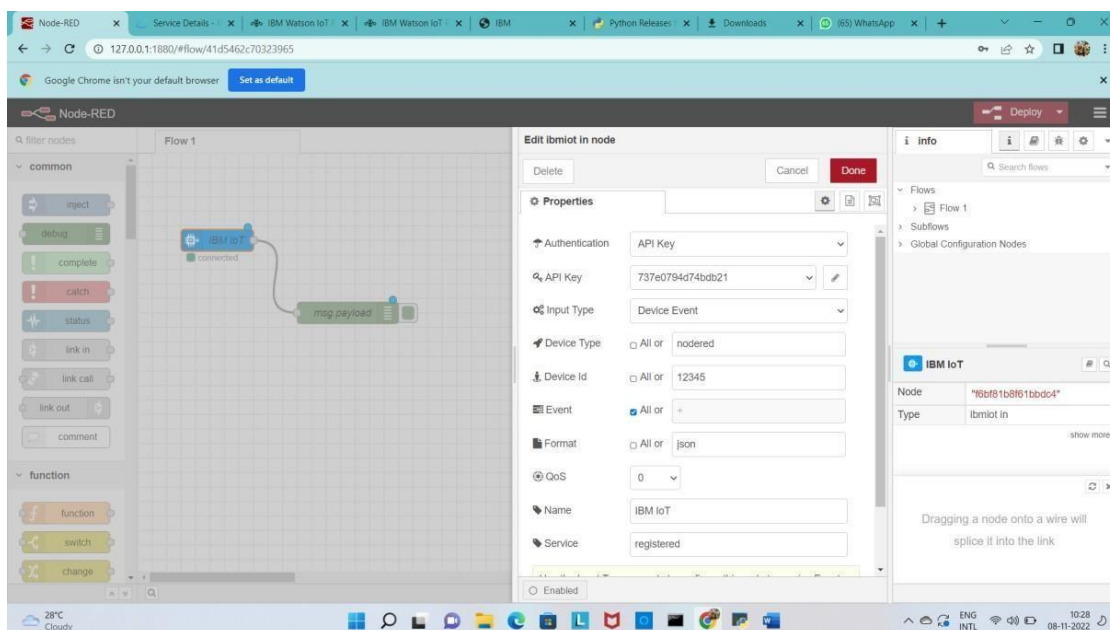 Node-RED
Service Details - I
IBM Watson IoT
IBM Watson IoT
IBM
Python Releases
Downloads
(65) WhatsApp
127.0.0.1:1880/#flow/41d5462c70323965
Google Chrome isn't your default browser
Set as default
Node-RED
Deploy
filter nodes
Flow 1
Edit ibmiot in node
i info
common
Delete
Cancel
Done
Search flows
inject
Properties
Flows
Flow 1
debug
IBM IoT
connected
Authentication
API Key
Subflows
Global Configuration Nodes
complete
API Key
737e0794d74bdb21
catch
msg.payload
Input Type
Device Event
status
link in
Device Type
All or
nodered
IBM IoT
link call
Device Id
All or
12345
Node
"f6bf81b8f61bbdc4"
link out
Event
All or
+
Type
ibmiot in
comment
Format
All or
json
show more
function
QoS
0
function
Name
IBM IoT
Dragging a node onto a wire will
switch
Service
registered
splice it into the link
change
Enabled
28°C
Cloudy
ENG
INTL
10:28
08-11-2022